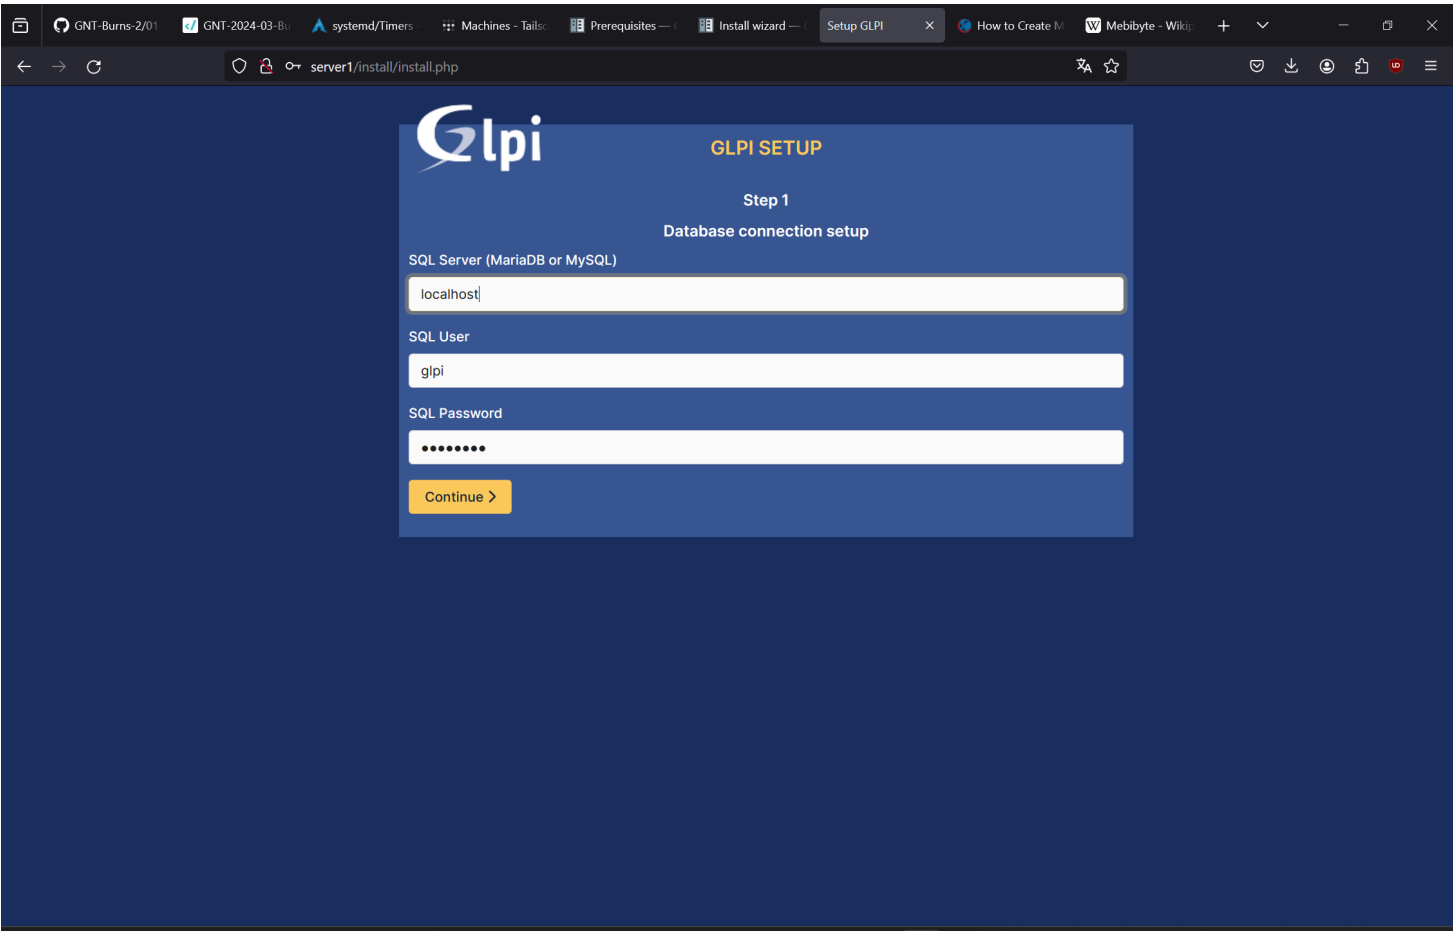 GNT-Burns-2/01-
GNT-2024-03-Bu
systemd/Timers -
Machines - Tailsc
Prerequisites — (
Install wizard — (
Setup GLPI
How to Create M
Mebibyte - Wikip
server1/install/install.php
Glpi
GLPI SETUP
Step 1
Database connection setup
SQL Server (MariaDB or MySQL)
localhost
SQL User
glpi
SQL Password
••••••••
Continue